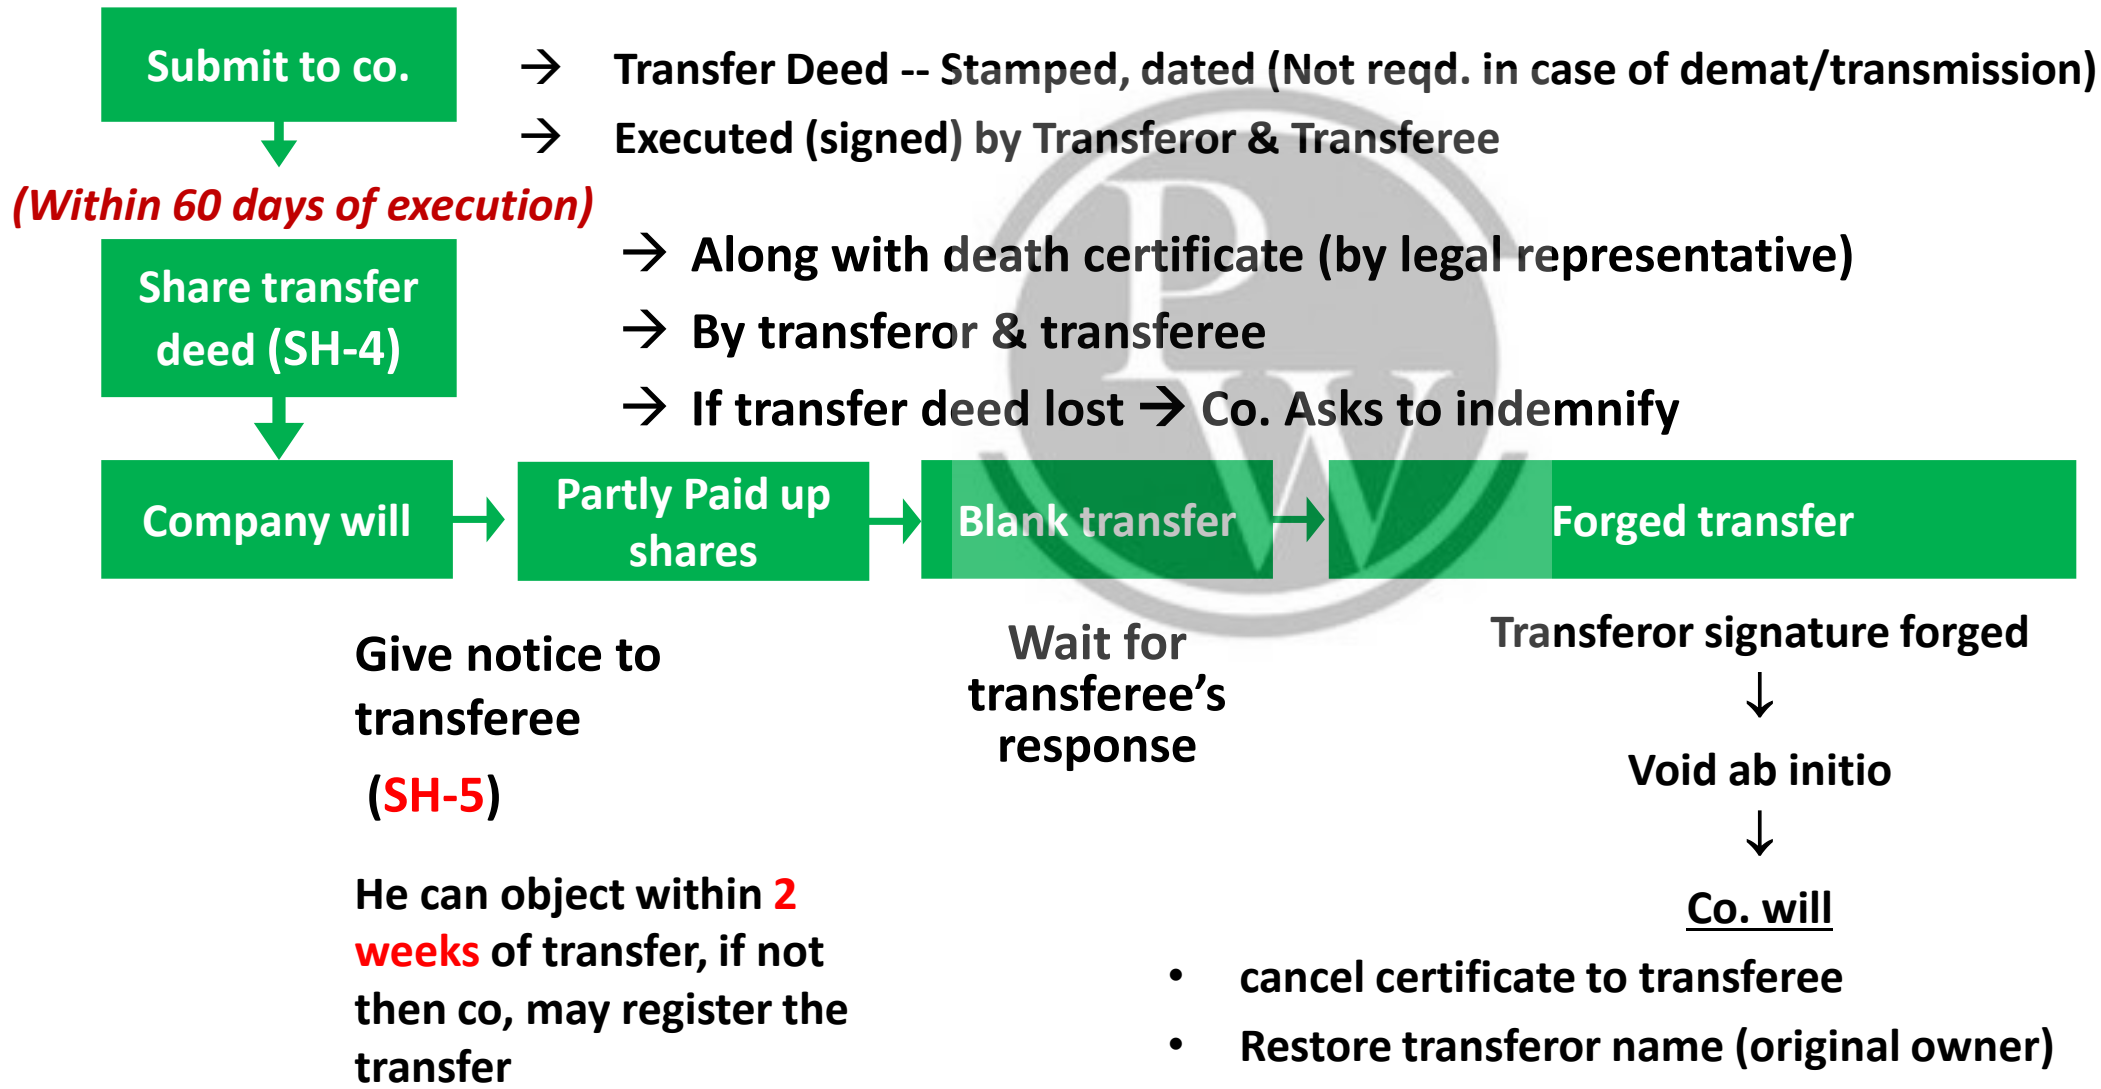 Submit to co.
→ Transfer Deed -- Stamped, dated (Not reqd. in case of demat/transmission)
→ Executed (signed) by Transferor & Transferee
(Within 60 days of execution)
Share transfer
deed (SH-4)
→ Along with death certificate (by legal representative)
→ By transferor & transferee
→ If transfer deed lost → Co. Asks to indemnify
PW
Company will
Partly Paid up
shares
Blank transfer
Forged transfer
Give notice to
transferee
(SH-5)
He can object within 2
weeks of transfer, if not
then co, may register the
transfer
Wait for
transferee’s
response
Transferor signature forged
↓
Void ab initio
↓
Co. will
• cancel certificate to transferee
• Restore transferor name (original owner)